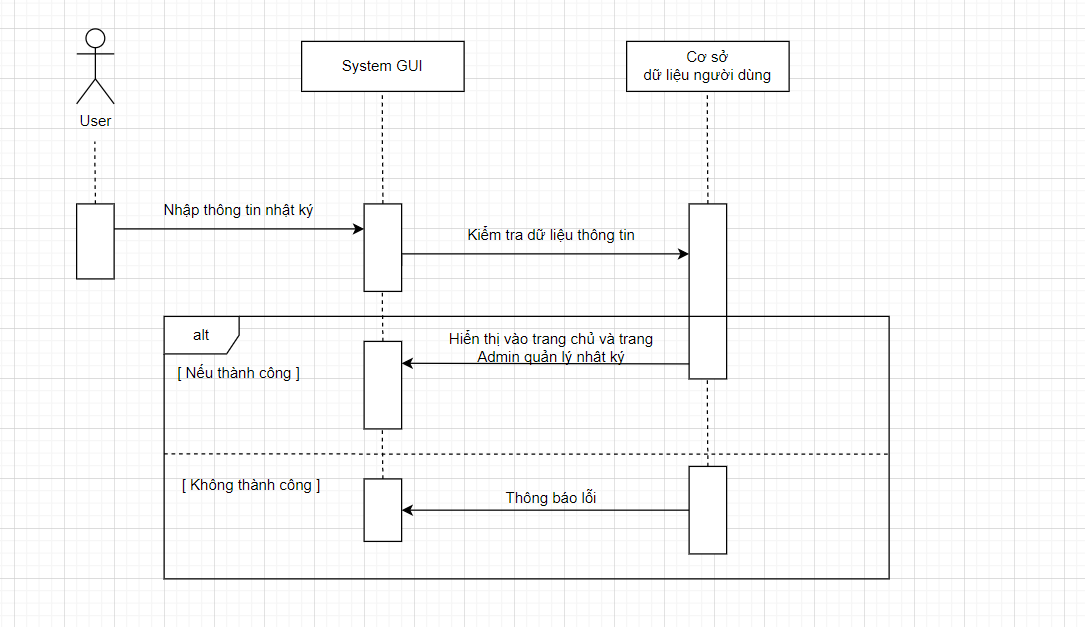 User
System GUI
Cơ sở
dữ liệu người dùng
Nhập thông tin nhật ký
Kiểm tra dữ liệu thông tin
alt
Hiển thị vào trang chủ và trang
Admin quản lý nhât ký
[ Nếu thành công ]
[ Không thành công ]
Thông báo lỗi